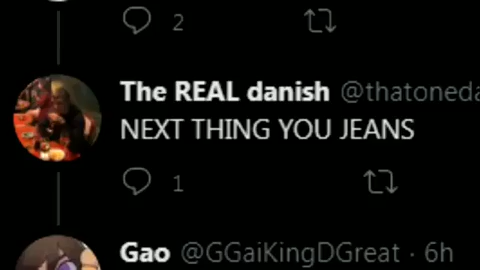 2
The REAL danish @thatoneda
NEXT THING YOU JEANS
1
Gao @GGaiKingDGreat · 6h